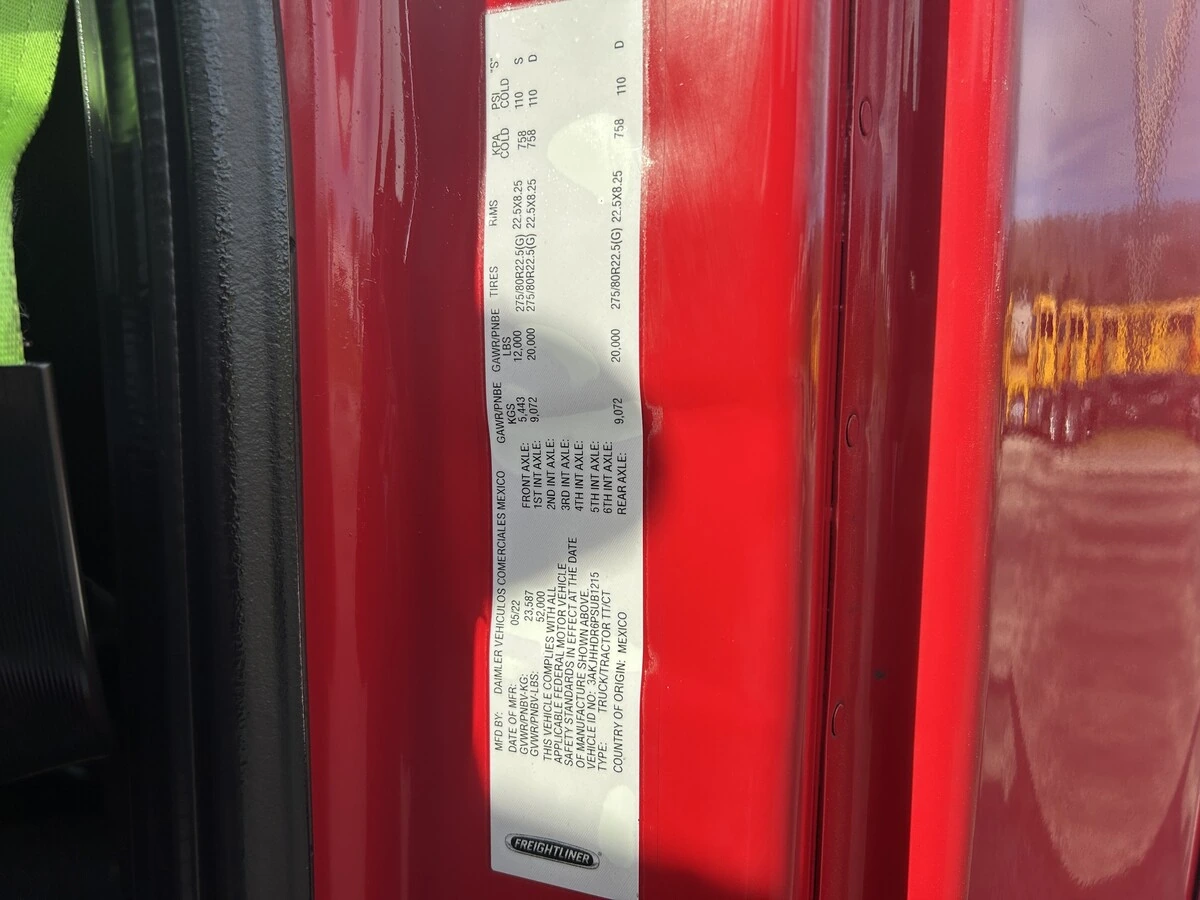 FREIGHTLINER
MFD BY: DAIMLER VEHICULOS COMERCIALES MEXICO
DATE OF MFR: 05/22
GVWR/PNBV-KG: 23,587
GVWR/PNBV-LBS: 52,000
THIS VEHICLE COMPLIES WITH ALL
APPLICABLE FEDERAL MOTOR VEHICLE
SAFETY STANDARDS IN EFFECT AT THE DATE
OF MANUFACTURE SHOWN ABOVE.
VEHICLE ID NO: 3AKJHHDR6PSUB1215
TYPE: TRUCK/TRACTOR TT/CT
COUNTRY OF ORIGIN: MEXICO
GAWR/PNBE GAWR/PNBE TIRES RIMS KPA PSI "S"
KGS LBS COLD COLD
FRONT AXLE: 5,443 12,000 275/80R22.5(G) 22.5X8.25 758 110 S
1ST INT AXLE: 9,072 20,000 275/80R22.5(G) 22.5X8.25 758 110 D
2ND INT AXLE:
3RD INT AXLE:
4TH INT AXLE:
5TH INT AXLE:
6TH INT AXLE:
REAR AXLE: 9,072 20,000 275/80R22.5(G) 22.5X8.25 758 110 D